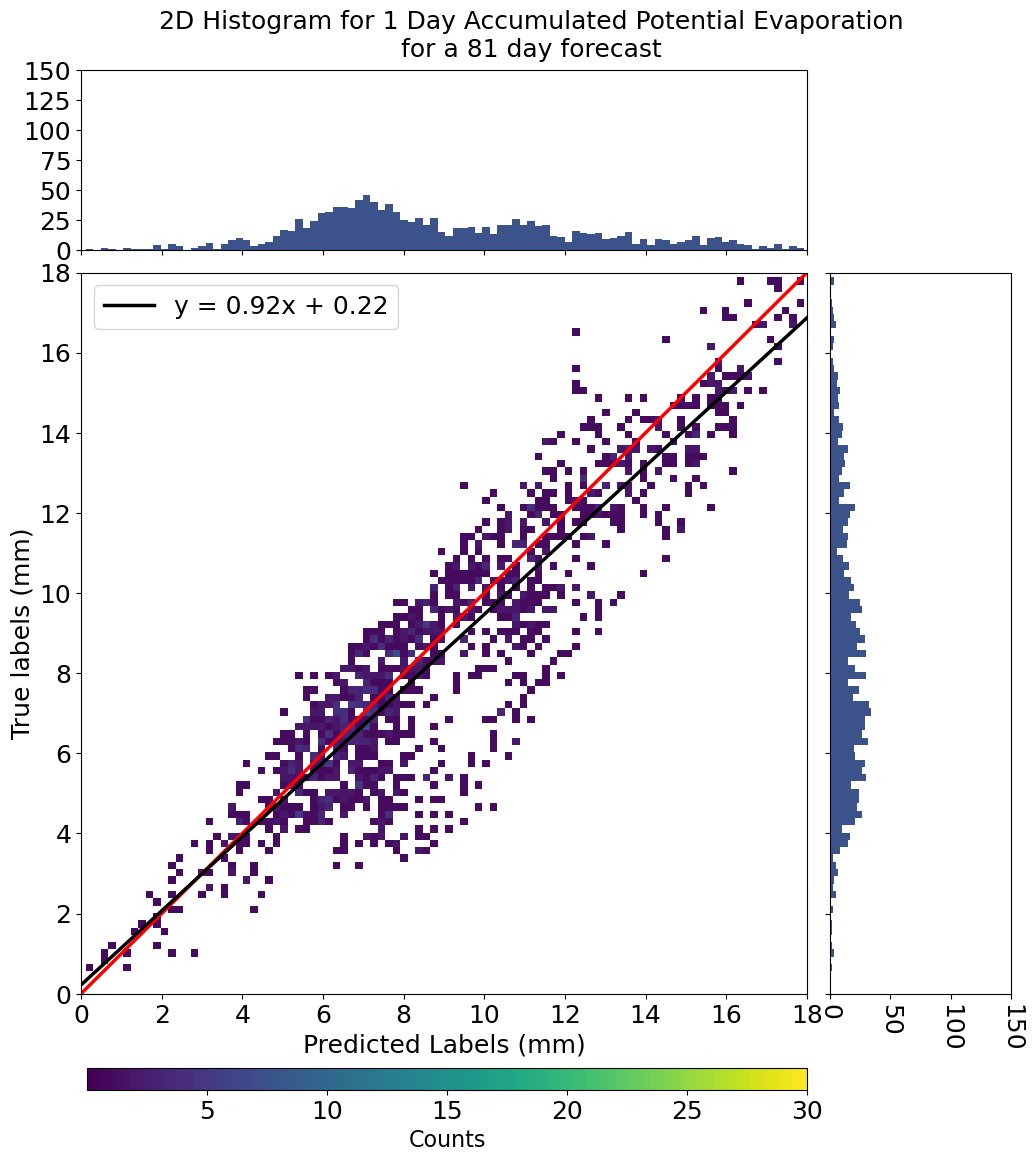 2D Histogram for 1 Day Accumulated Potential Evaporation
for a 81 day forecast
150
125
100
75
50
25
0
18
16
14
12
10
8
6
4
2
0
True labels (mm)
y = 0.92x + 0.22
0 2 4 6 8 10 12 14 16 18
Predicted Labels (mm)
0 50 100 150
5 10 15 20 25 30
Counts